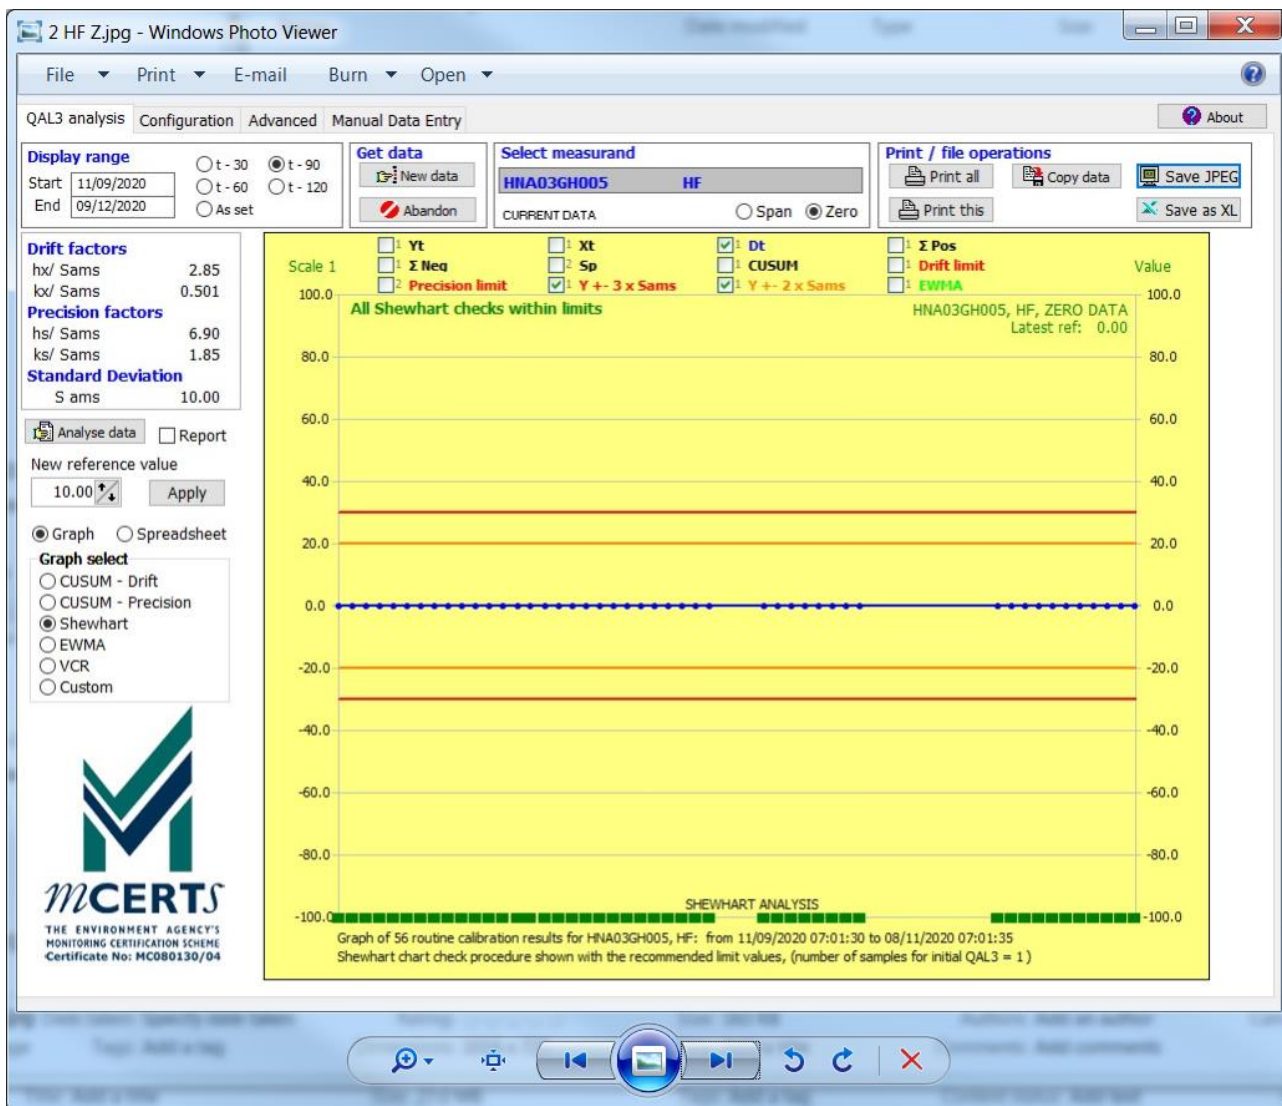 2 HF Z.jpg - Windows Photo Viewer
File Print E-mail Burn Open
QAL3 analysis Configuration Advanced Manual Data Entry
About
Display range
t - 30 t - 90
Start 11/09/2020
t - 60 t - 120
End 09/12/2020
As set
Get data
New data
Abandon
Select measurand
HNA03GH005 HF
CURRENT DATA Span Zero
Print / file operations
Print all Copy data Save JPEG
Print this Save as XL
Drift factors
hx/ Sams 2.85
kx/ Sams 0.501
Precision factors
hs/ Sams 6.90
ks/ Sams 1.85
Standard Deviation
S ams 10.00
Analyse data Report
New reference value
10.00 Apply
Graph Spreadsheet
Graph select
CUSUM - Drift
CUSUM - Precision
Shewhart
EWMA
VCR
Custom
mCERTS
THE ENVIRONMENT AGENCY'S
MONITORING CERTIFICATION SCHEME
Certificate No: MC080130/04
1 Yt 1 Xt 1 Dt 1 Σ Pos
Scale 1 1 Σ Neg 2 Sp 1 CUSUM 1 Drift limit Value
2 Precision limit 1 Y +- 3 x Sams 1 Y +- 2 x Sams 1 EWMA
100.0 100.0
All Shewhart checks within limits HNA03GH005, HF, ZERO DATA
Latest ref: 0.00
80.0 80.0
60.0 60.0
40.0 40.0
20.0 20.0
0.0 0.0
-20.0 -20.0
-40.0 -40.0
-60.0 -60.0
-80.0 -80.0
SHEWHART ANALYSIS
-100.0 -100.0
Graph of 56 routine calibration results for HNA03GH005, HF: from 11/09/2020 07:01:30 to 08/11/2020 07:01:35
Shewhart chart check procedure shown with the recommended limit values, (number of samples for initial QAL3 = 1 )